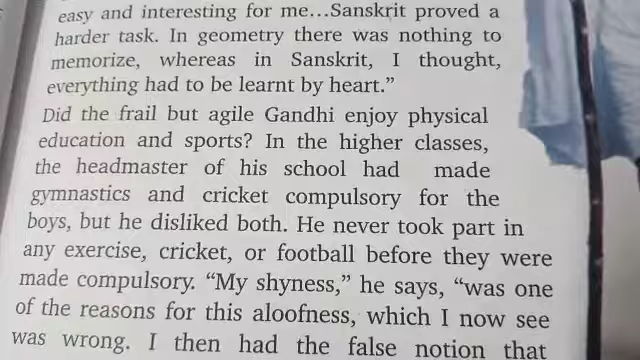 easy and interesting for me...Sanskrit proved a
harder task. In geometry there was nothing to
memorize, whereas in Sanskrit, I thought,
everything had to be learnt by heart.”
Did the frail but agile Gandhi enjoy physical
education and sports? In the higher classes,
the headmaster of his school had made
gymnastics and cricket compulsory for the
boys, but he disliked both. He never took part in
any exercise, cricket, or football before they were
made compulsory. “My shyness,” he says, “was one
of the reasons for this aloofness, which I now see
was wrong. I then had the false notion that